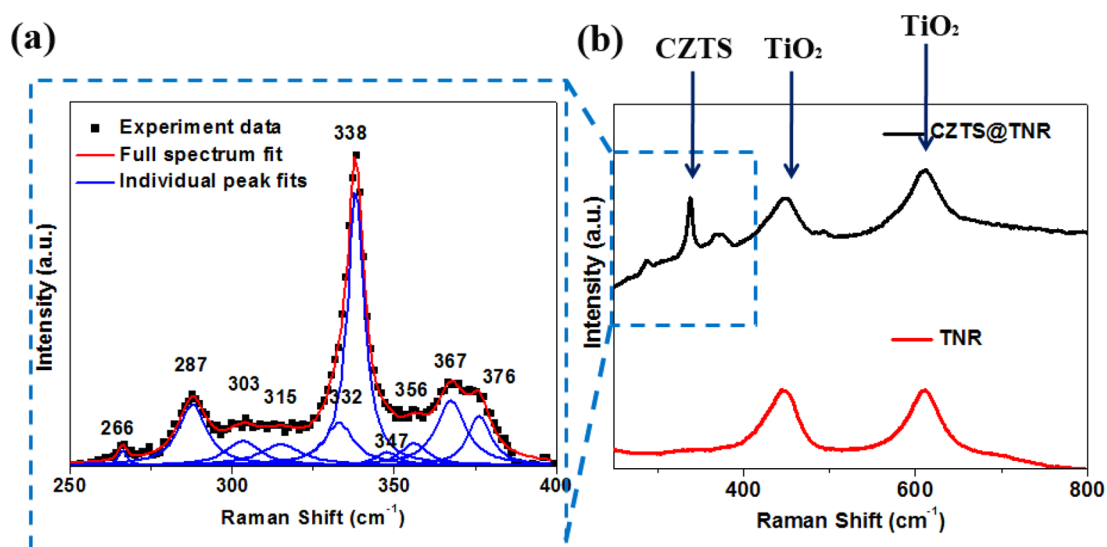 (a)
Experiment data
Full spectrum fit
Individual peak fits
338
287
303
315
332
266
347
356
367
376
Intensity (a.u.)
250
300
350
400
Raman Shift (cm⁻¹)
(b)
CZTS
TiO₂
TiO₂
CZTS@TNR
TNR
Intensity (a.u.)
400
600
800
Raman Shift (cm⁻¹)